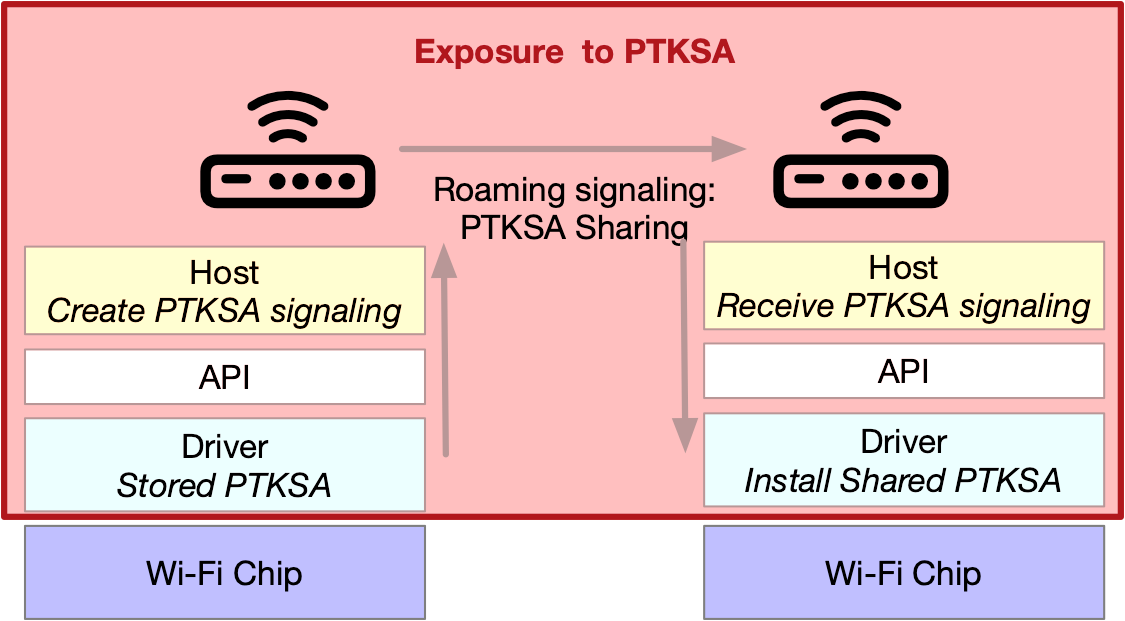 Exposure to PTKSA
Roaming signaling:
PTKSA Sharing
Host
Create PTKSA signaling
API
Driver
Stored PTKSA
Wi-Fi Chip
Host
Receive PTKSA signaling
API
Driver
Install Shared PTKSA
Wi-Fi Chip